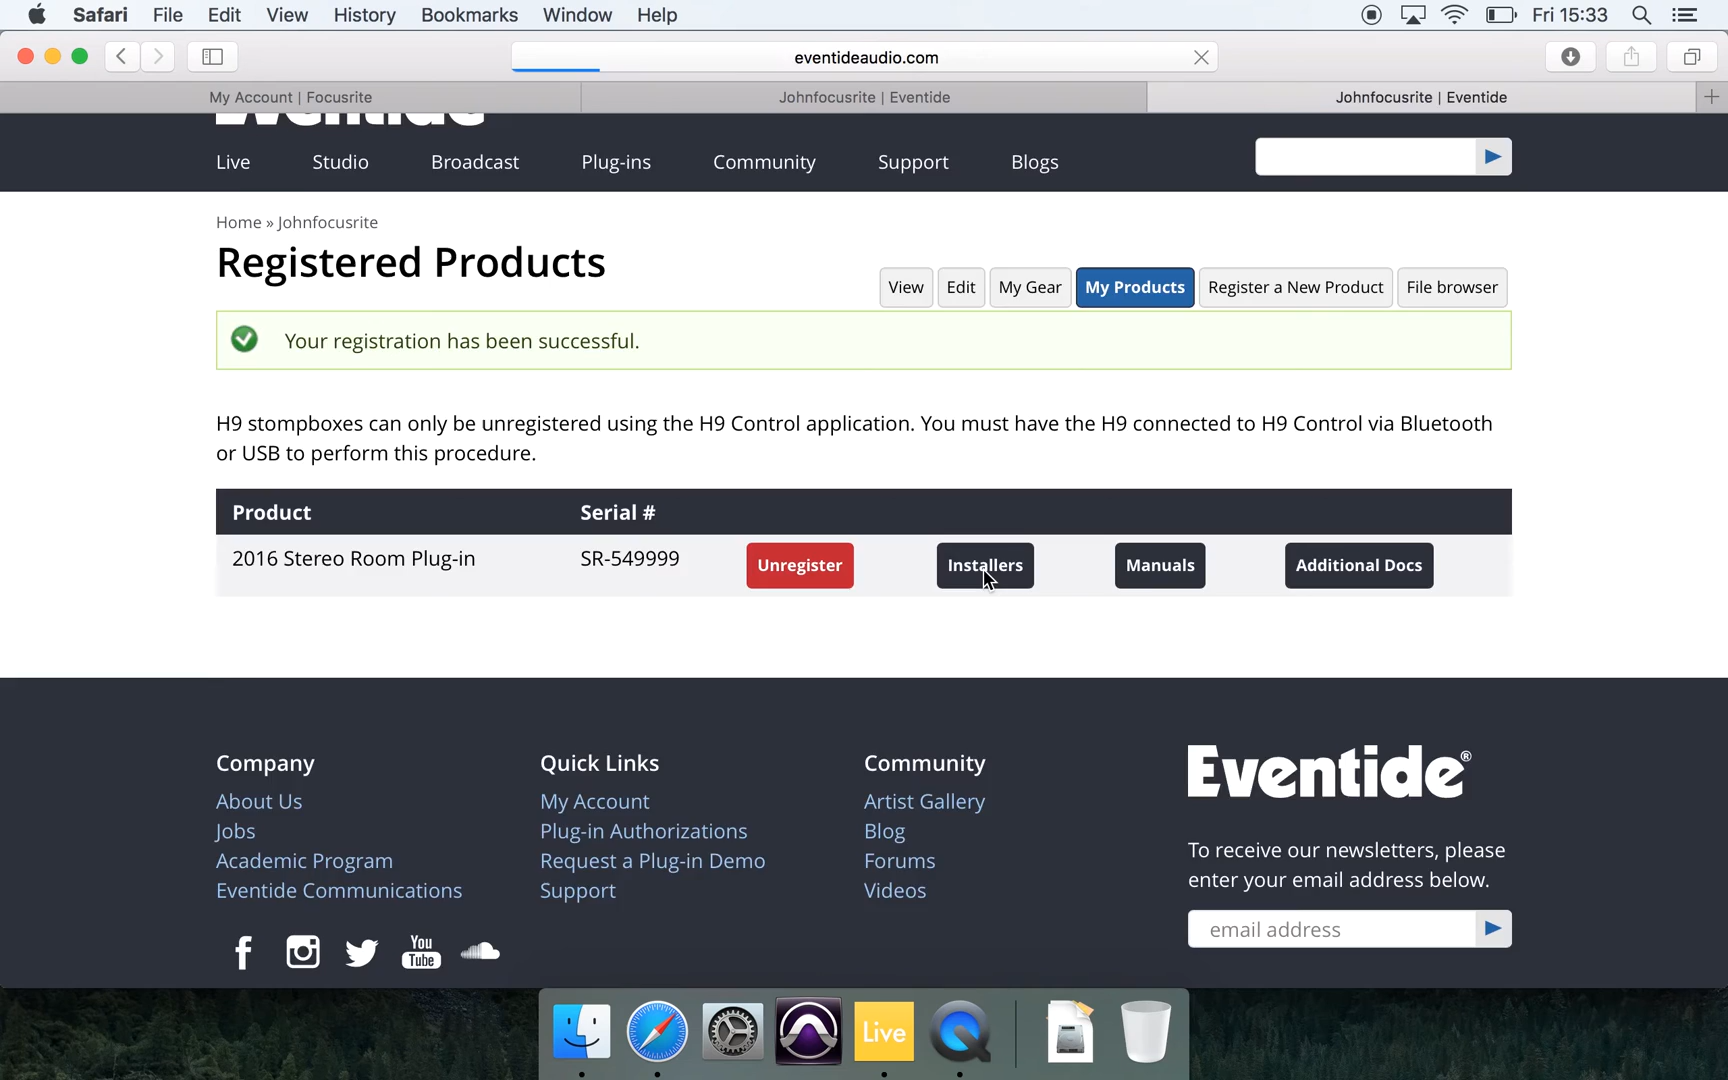 Safari File Edit View History Bookmarks Window Help Fri 15:33
eventideaudio.com
My Account | Focusrite Johnfocusrite | Eventide Johnfocusrite | Eventide
Eventide
Live Studio Broadcast Plug-ins Community Support Blogs
Home » Johnfocusrite
Registered Products
View Edit My Gear My Products Register a New Product File browser
Your registration has been successful.
H9 stompboxes can only be unregistered using the H9 Control application. You must have the H9 connected to H9 Control via Bluetooth
or USB to perform this procedure.
Product Serial #
2016 Stereo Room Plug-in SR-549999 Unregister Installers Manuals Additional Docs
Company
About Us
Jobs
Academic Program
Eventide Communications
Quick Links
My Account
Plug-in Authorizations
Request a Plug-in Demo
Support
Community
Artist Gallery
Blog
Forums
Videos
Eventide®
To receive our newsletters, please
enter your email address below.
email address
You
Tube
Live